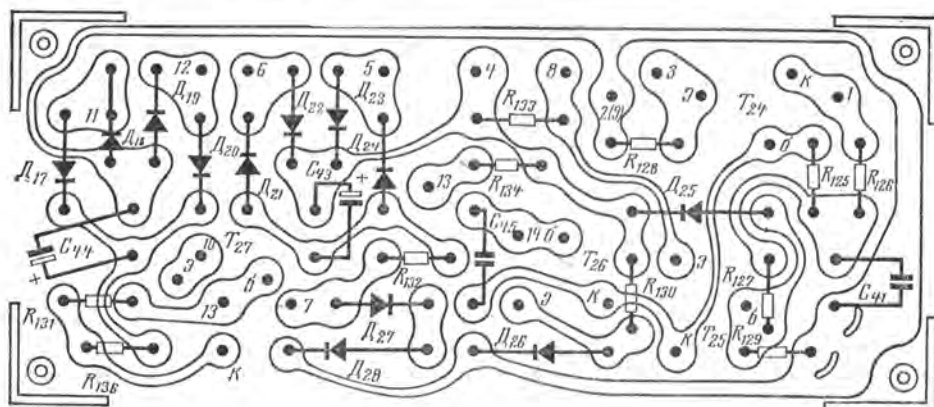 12 6 5 4 8 3
Д19 Д22 Д23 R133 2(9) Э T24 К 1
11 Д18 Д20 Д24 R128 б
Д17 Д21 C43 + 13 R134 Д25 R125 R126
C44 + T27 10 C45 14 б T26 Э
Э б R132 R127
R131 13 7 Э К R130 б C41
Д27 T25 R129
R136 К Д28 Д26 К